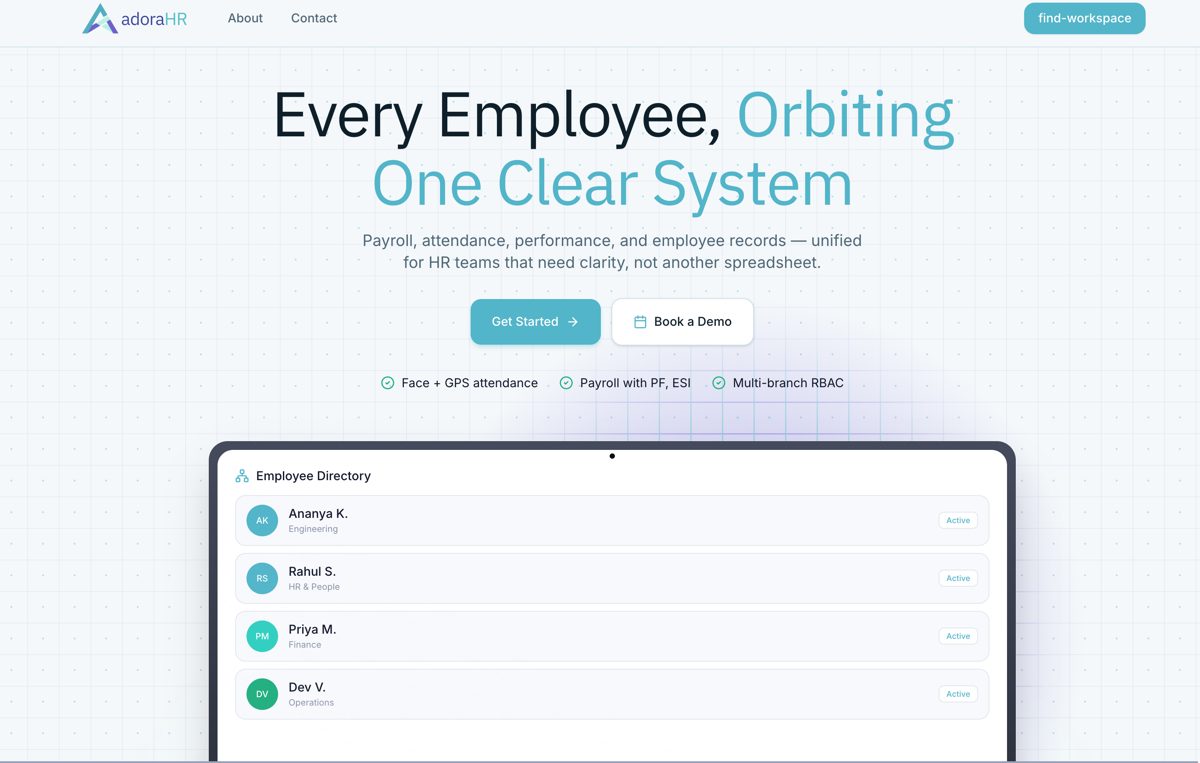 adoraHR
About
Contact
find-workspace
Every Employee, Orbiting
One Clear System
Payroll, attendance, performance, and employee records — unified
for HR teams that need clarity, not another spreadsheet.
Get Started
Book a Demo
Face + GPS attendance
Payroll with PF, ESI
Multi-branch RBAC
Employee Directory
AK
Ananya K.
Engineering
Active
RS
Rahul S.
HR & People
Active
PM
Priya M.
Finance
Active
DV
Dev V.
Operations
Active